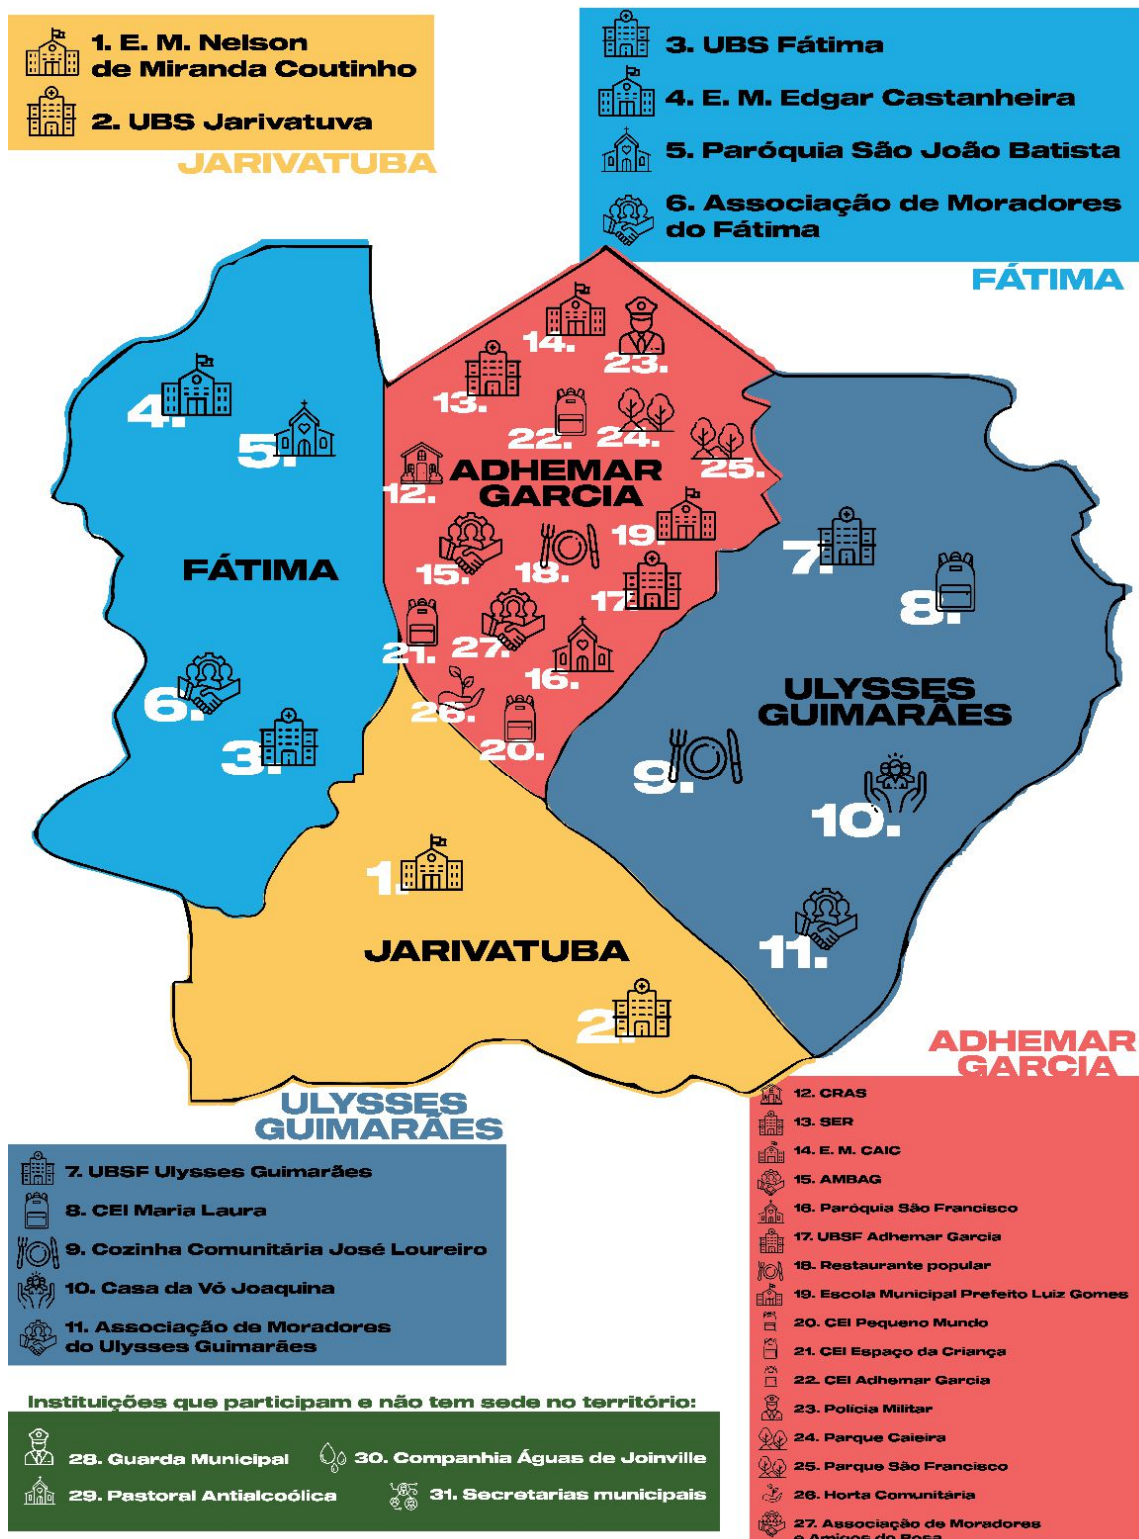 1. E. M. Nelson
de Miranda Coutinho
2. UBS Jarivatuva
JARIVATUBA
3. UBS Fátima
4. E. M. Edgar Castanheira
5. Paróquia São João Batista
6. Associação de Moradores
do Fátima
FÁTIMA
14.
23.
13.
4.
22.
24.
5.
25.
ADHEMAR
GARCIA
12.
19.
FÁTIMA
15.
18.
7.
17.
8.
21.
27.
16.
ULYSSES
GUIMARÃES
6.
26.
20.
3.
9.
10.
1.
JARIVATUBA
11.
2.
ULYSSES
GUIMARÃES
7. UBSF Ulysses Guimarães
8. CEI Maria Laura
9. Cozinha Comunitária José Loureiro
10. Casa da Vó Joaquina
11. Associação de Moradores
do Ulysses Guimarães
ADHEMAR
GARCIA
12. CRAS
13. SER
14. E. M. CAIC
15. AMBAG
16. Paróquia São Francisco
17. UBSF Adhemar Garcia
18. Restaurante popular
19. Escola Municipal Prefeito Luiz Gomes
20. CEI Pequeno Mundo
21. CEI Espaço da Criança
22. CEI Adhemar Garcia
23. Polícia Militar
24. Parque Caieira
25. Parque São Francisco
26. Horta Comunitária
27. Associação de Moradores
e Amigos do Rosa
Instituições que participam e não tem sede no território:
28. Guarda Municipal
30. Companhia Águas de Joinville
29. Pastoral Antialcoólica
31. Secretarias municipais